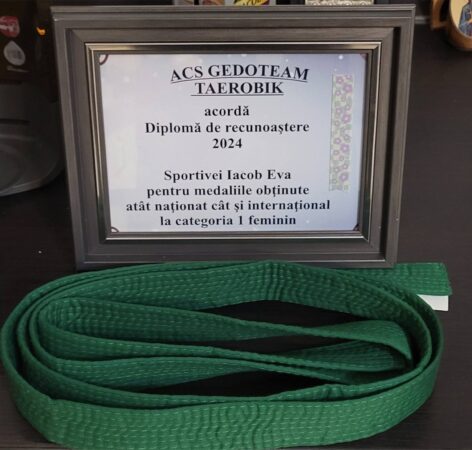 ACS GEDOTEAM
TAEROBIK
acordă
Diplomă de recunoaștere
2024
Sportivei Iacob Eva
pentru medaliile obținute
atât național cât și internațional
la categoria 1 feminin